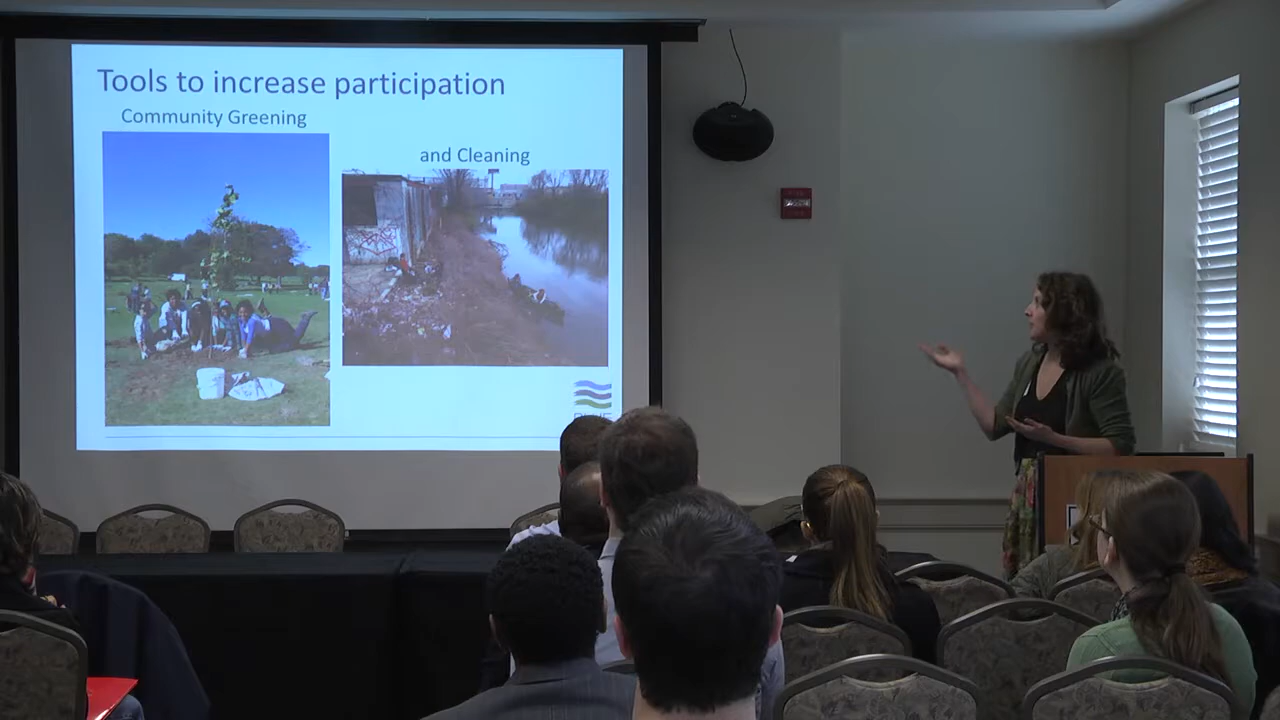 Tools to increase participation
Community Greening
and Cleaning